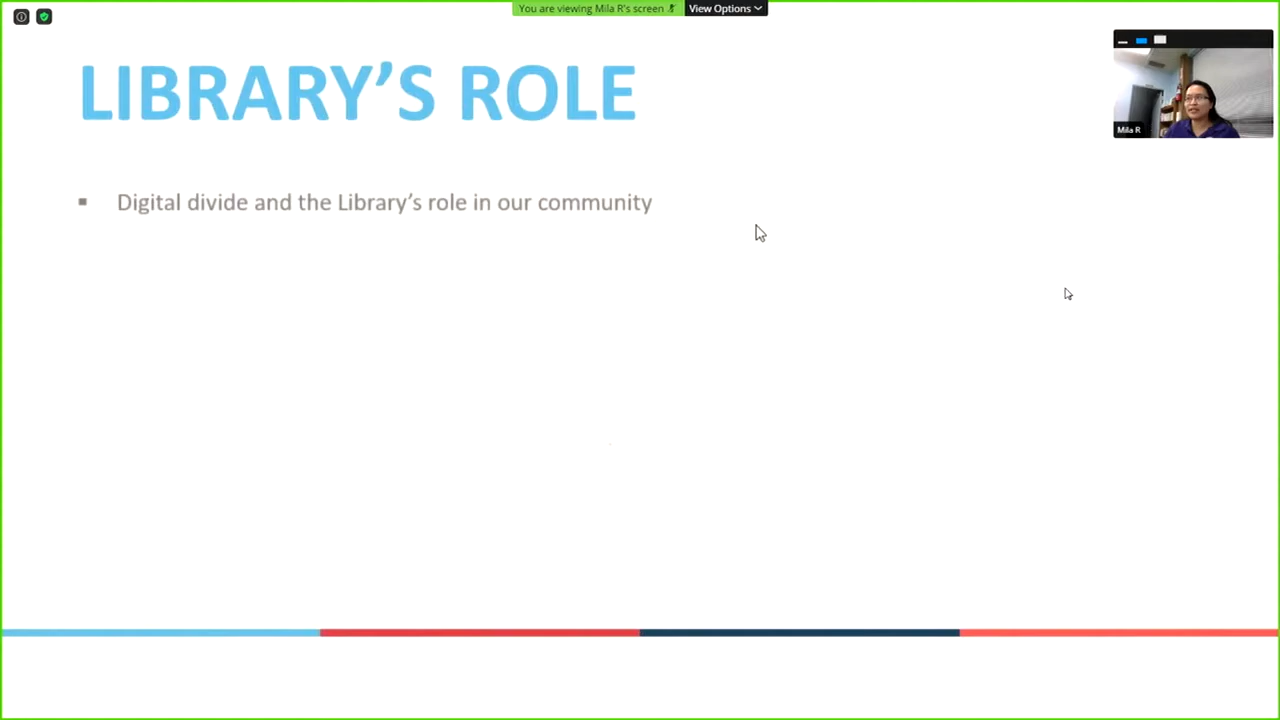 You are viewing Mila R's screen
View Options
LIBRARY’S ROLE
Mila R
▪ Digital divide and the Library’s role in our community